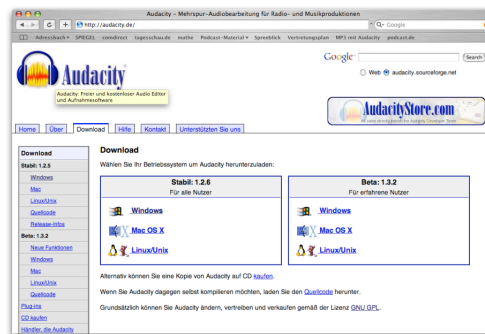 Audacity – Mehrspur-Audiobearbeitung für Radio- und Musikproduktionen
http://audacity.de/
Google
Adressbuch SPIEGEL comdirect tagesschau.de mathe Podcast-Material Spreeblick Vertretungsplan MP3 mit Audacity podcast.de
Google
Search
Web audacity.sourceforge.net
Audacity
Audacity: Freier und kostenloser Audio Editor
und Aufnahmesoftware
AudacityStore.com
Home Über Download Hilfe Kontakt Unterstützten Sie uns
Download
Stabil: 1.2.5
Windows
Mac
Linux/Unix
Quellcode
Release-Infos
Beta: 1.3.2
Neue Funktionen
Windows
Mac
Linux/Unix
Quellcode
Plug-ins
CD kaufen
Händler, die Audacity
Download
Wählen Sie Ihr Betriebssystem um Audacity herunterzuladen:
Stabil: 1.2.6
Für alle Nutzer
Windows
Mac OS X
Linux/Unix
Beta: 1.3.2
Für erfahrene Nutzer
Windows
Mac OS X
Linux/Unix
Alternativ können Sie eine Kopie von Audacity auf CD kaufen.
Wenn Sie Audacity dagegen selbst kompilieren möchten, laden Sie den Quellcode herunter.
Grundsätzlich können Sie Audacity ändern, vertreiben und verkaufen gemäß der Lizenz GNU GPL.